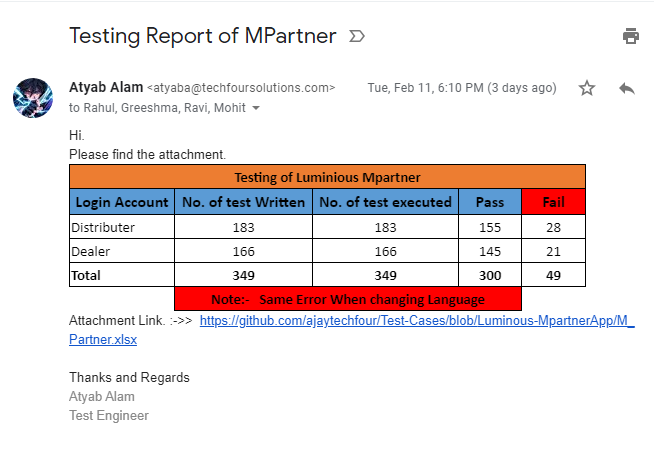 Testing Report of MPartner
Atyab Alam <atyaba@techfoursolutions.com> Tue, Feb 11, 6:10 PM (3 days ago)
to Rahul, Greeshma, Ravi, Mohit
Hi.
Please find the attachment.
Testing of Luminious Mpartner
Login Account No. of test Written No. of test executed Pass Fail
Distributer 183 183 155 28
Dealer 166 166 145 21
Total 349 349 300 49
Note:- Same Error When changing Language
Attachment Link. :->> https://github.com/ajaytechfour/Test-Cases/blob/Luminous-MpartnerApp/M_
Partner.xlsx
Thanks and Regards
Atyab Alam
Test Engineer